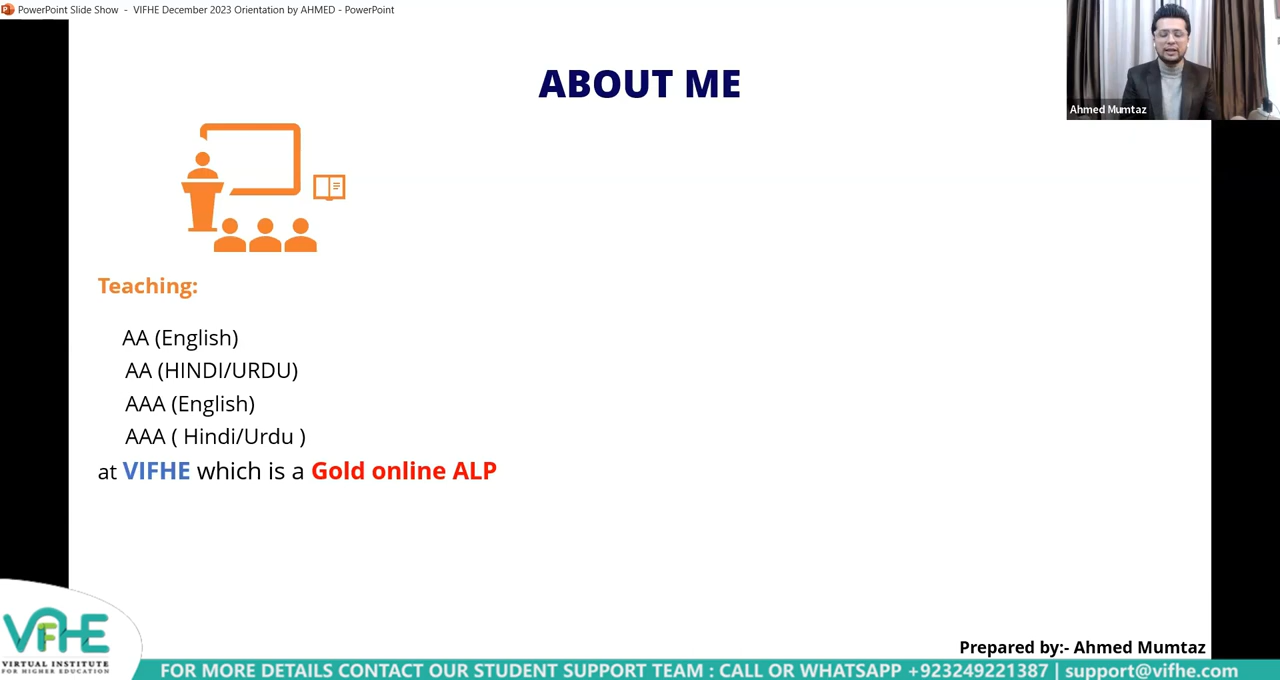 PowerPoint Slide Show - VIFHE December 2023 Orientation by AHMED - PowerPoint
ABOUT ME
Ahmed Mumtaz
Teaching:
AA (English)
AA (HINDI/URDU)
AAA (English)
AAA ( Hindi/Urdu )
at VIFHE which is a Gold online ALP
Prepared by:- Ahmed Mumtaz
VIFHE
VIRTUAL INSTITUTE
FOR HIGHER EDUCATION
FOR MORE DETAILS CONTACT OUR STUDENT SUPPORT TEAM : CALL OR WHATSAPP +923249221387 | support@vifhe.com